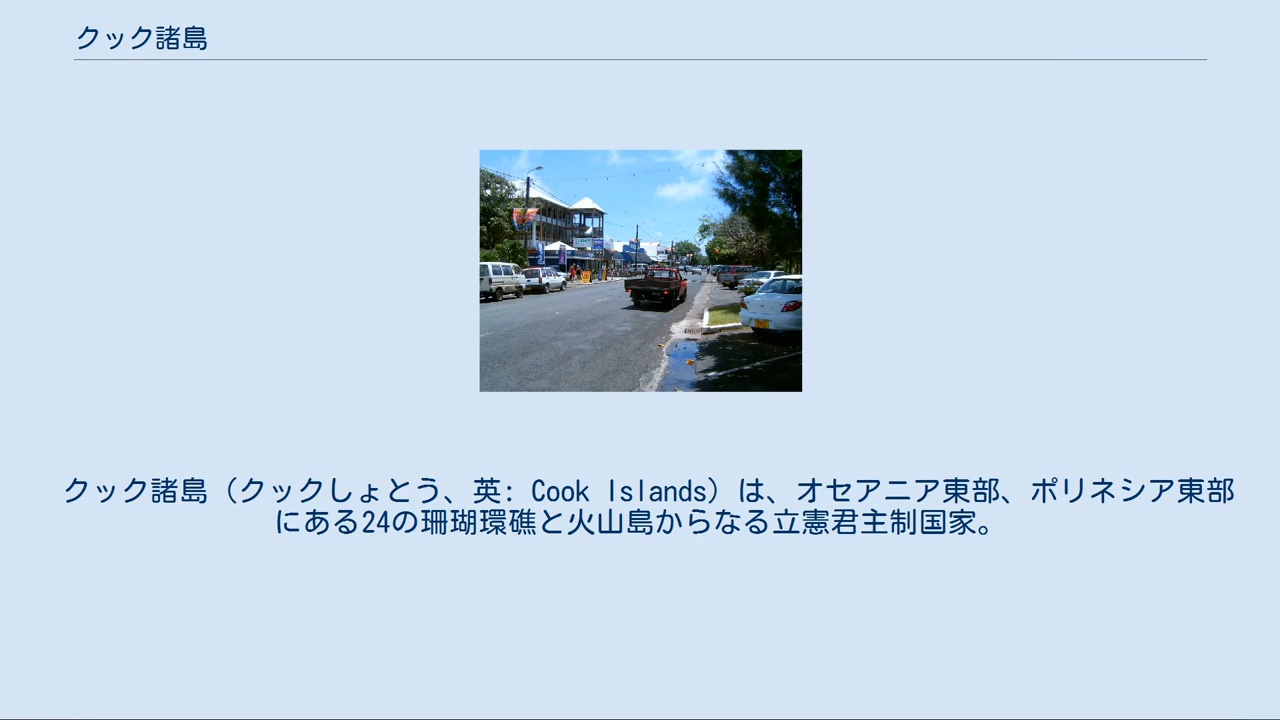 クック諸島
クック諸島（クックしょとう、英: Cook Islands）は、オセアニア東部、ポリネシア東部
にある24の珊瑚環礁と火山島からなる立憲君主制国家。